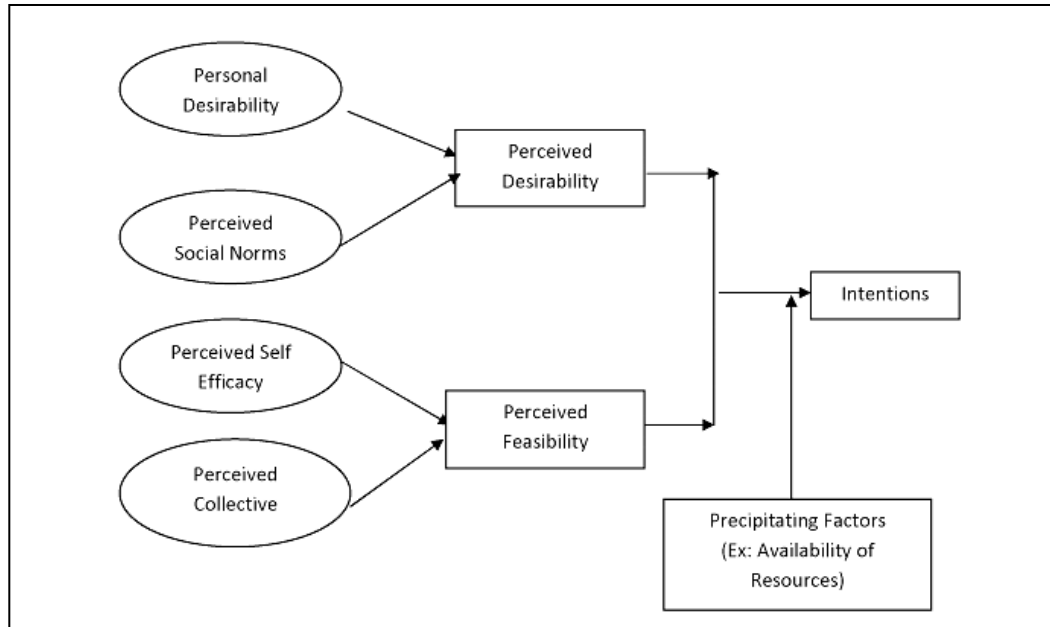 Personal
Desirability
Perceived
Desirability
Perceived
Social Norms
Intentions
Perceived Self
Efficacy
Perceived
Feasibility
Perceived
Collective
Precipitating Factors
(Ex: Availability of
Resources)